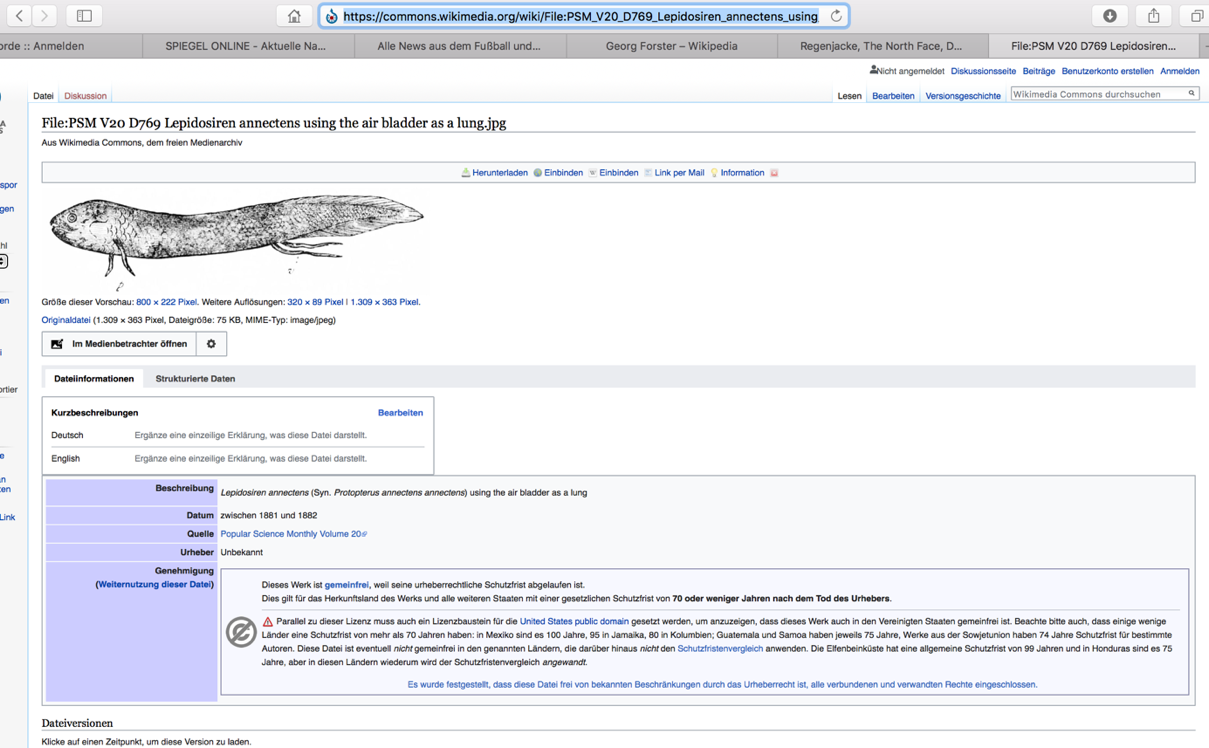 https://commons.wikimedia.org/wiki/File:PSM_V20_D769_Lepidosiren_annectens_using
orde :: Anmelden
SPIEGEL ONLINE - Aktuelle Na...
Alle News aus dem Fußball und...
Georg Forster – Wikipedia
Regenjacke, The North Face, D...
File:PSM V20 D769 Lepidosiren...
Nicht angemeldet Diskussionsseite Beiträge Benutzerkonto erstellen Anmelden
Datei Diskussion
Lesen Bearbeiten Versionsgeschichte Wikimedia Commons durchsuchen
File:PSM V20 D769 Lepidosiren annectens using the air bladder as a lung.jpg
Aus Wikimedia Commons, dem freien Medienarchiv
Herunterladen Einbinden Einbinden Link per Mail Information
Größe dieser Vorschau: 800 × 222 Pixel. Weitere Auflösungen: 320 × 89 Pixel | 1.309 × 363 Pixel.
Originaldatei (1.309 × 363 Pixel, Dateigröße: 75 KB, MIME-Typ: image/jpeg)
Im Medienbetrachter öffnen
Dateiinformationen Strukturierte Daten
Kurzbeschreibungen Bearbeiten
Deutsch Ergänze eine einzeilige Erklärung, was diese Datei darstellt.
English Ergänze eine einzeilige Erklärung, was diese Datei darstellt.
Beschreibung Lepidosiren annectens (Syn. Protopterus annectens annectens) using the air bladder as a lung
Datum zwischen 1881 und 1882
Quelle Popular Science Monthly Volume 20
Urheber Unbekannt
Genehmigung
(Weiternutzung dieser Datei)
Dieses Werk ist gemeinfrei, weil seine urheberrechtliche Schutzfrist abgelaufen ist.
Dies gilt für das Herkunftsland des Werks und alle weiteren Staaten mit einer gesetzlichen Schutzfrist von 70 oder weniger Jahren nach dem Tod des Urhebers.
Parallel zu dieser Lizenz muss auch ein Lizenzbaustein für die United States public domain gesetzt werden, um anzuzeigen, dass dieses Werk auch in den Vereinigten Staaten gemeinfrei ist. Beachte bitte auch, dass einige wenige
Länder eine Schutzfrist von mehr als 70 Jahren haben: in Mexiko sind es 100 Jahre, 95 in Jamaika, 80 in Kolumbien; Guatemala und Samoa haben jeweils 75 Jahre, Werke aus der Sowjetunion haben 74 Jahre Schutzfrist für bestimmte
Autoren. Diese Datei ist eventuell nicht gemeinfrei in den genannten Ländern, die darüber hinaus nicht den Schutzfristenvergleich anwenden. Die Elfenbeinküste hat eine allgemeine Schutzfrist von 99 Jahren und in Honduras sind es 75
Jahre, aber in diesen Ländern wiederum wird der Schutzfristenvergleich angewandt.
Es wurde festgestellt, dass diese Datei frei von bekannten Beschränkungen durch das Urheberrecht ist, alle verbundenen und verwandten Rechte eingeschlossen.
Dateiversionen
Klicke auf einen Zeitpunkt, um diese Version zu laden.
spor
gen
hl
en
i
ortier
e
n
ten
Link